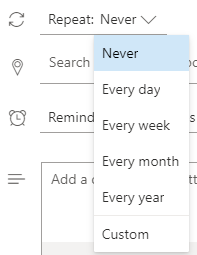 Repeat: Never
Never
Search
Every day
Every week
Remind
Every month
Add a
Every year
Custom